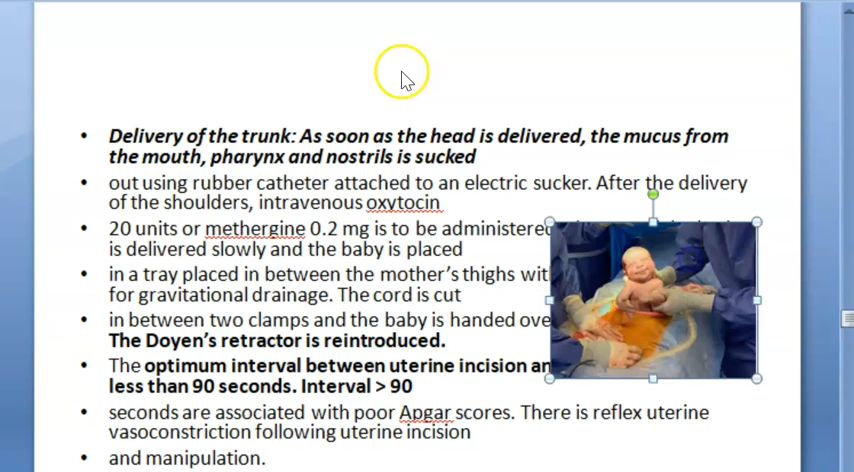 Delivery of the trunk: As soon as the head is delivered, the mucus from
the mouth, pharynx and nostrils is sucked
out using rubber catheter attached to an electric sucker. After the delivery
of the shoulders, intravenous oxytocin
20 units or methergine 0.2 mg is to be administered
is delivered slowly and the baby is placed
in a tray placed in between the mother's thighs
for gravitational drainage. The cord is cut
in between two clamps and the baby is handed
The Doyen's retractor is reintroduced.
The optimum interval between uterine incision
less than 90 seconds. Interval > 90
seconds are associated with poor Apgar scores. There is reflex uterine
vasoconstriction following uterine incision
and manipulation.